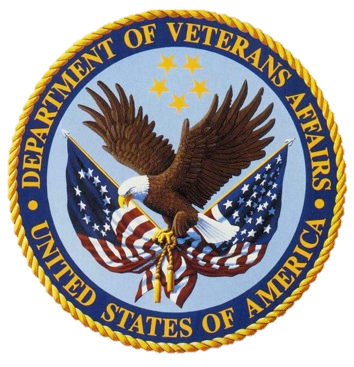 DEPARTMENT OF VETERANS AFFAIRS
UNITED STATES OF AMERICA